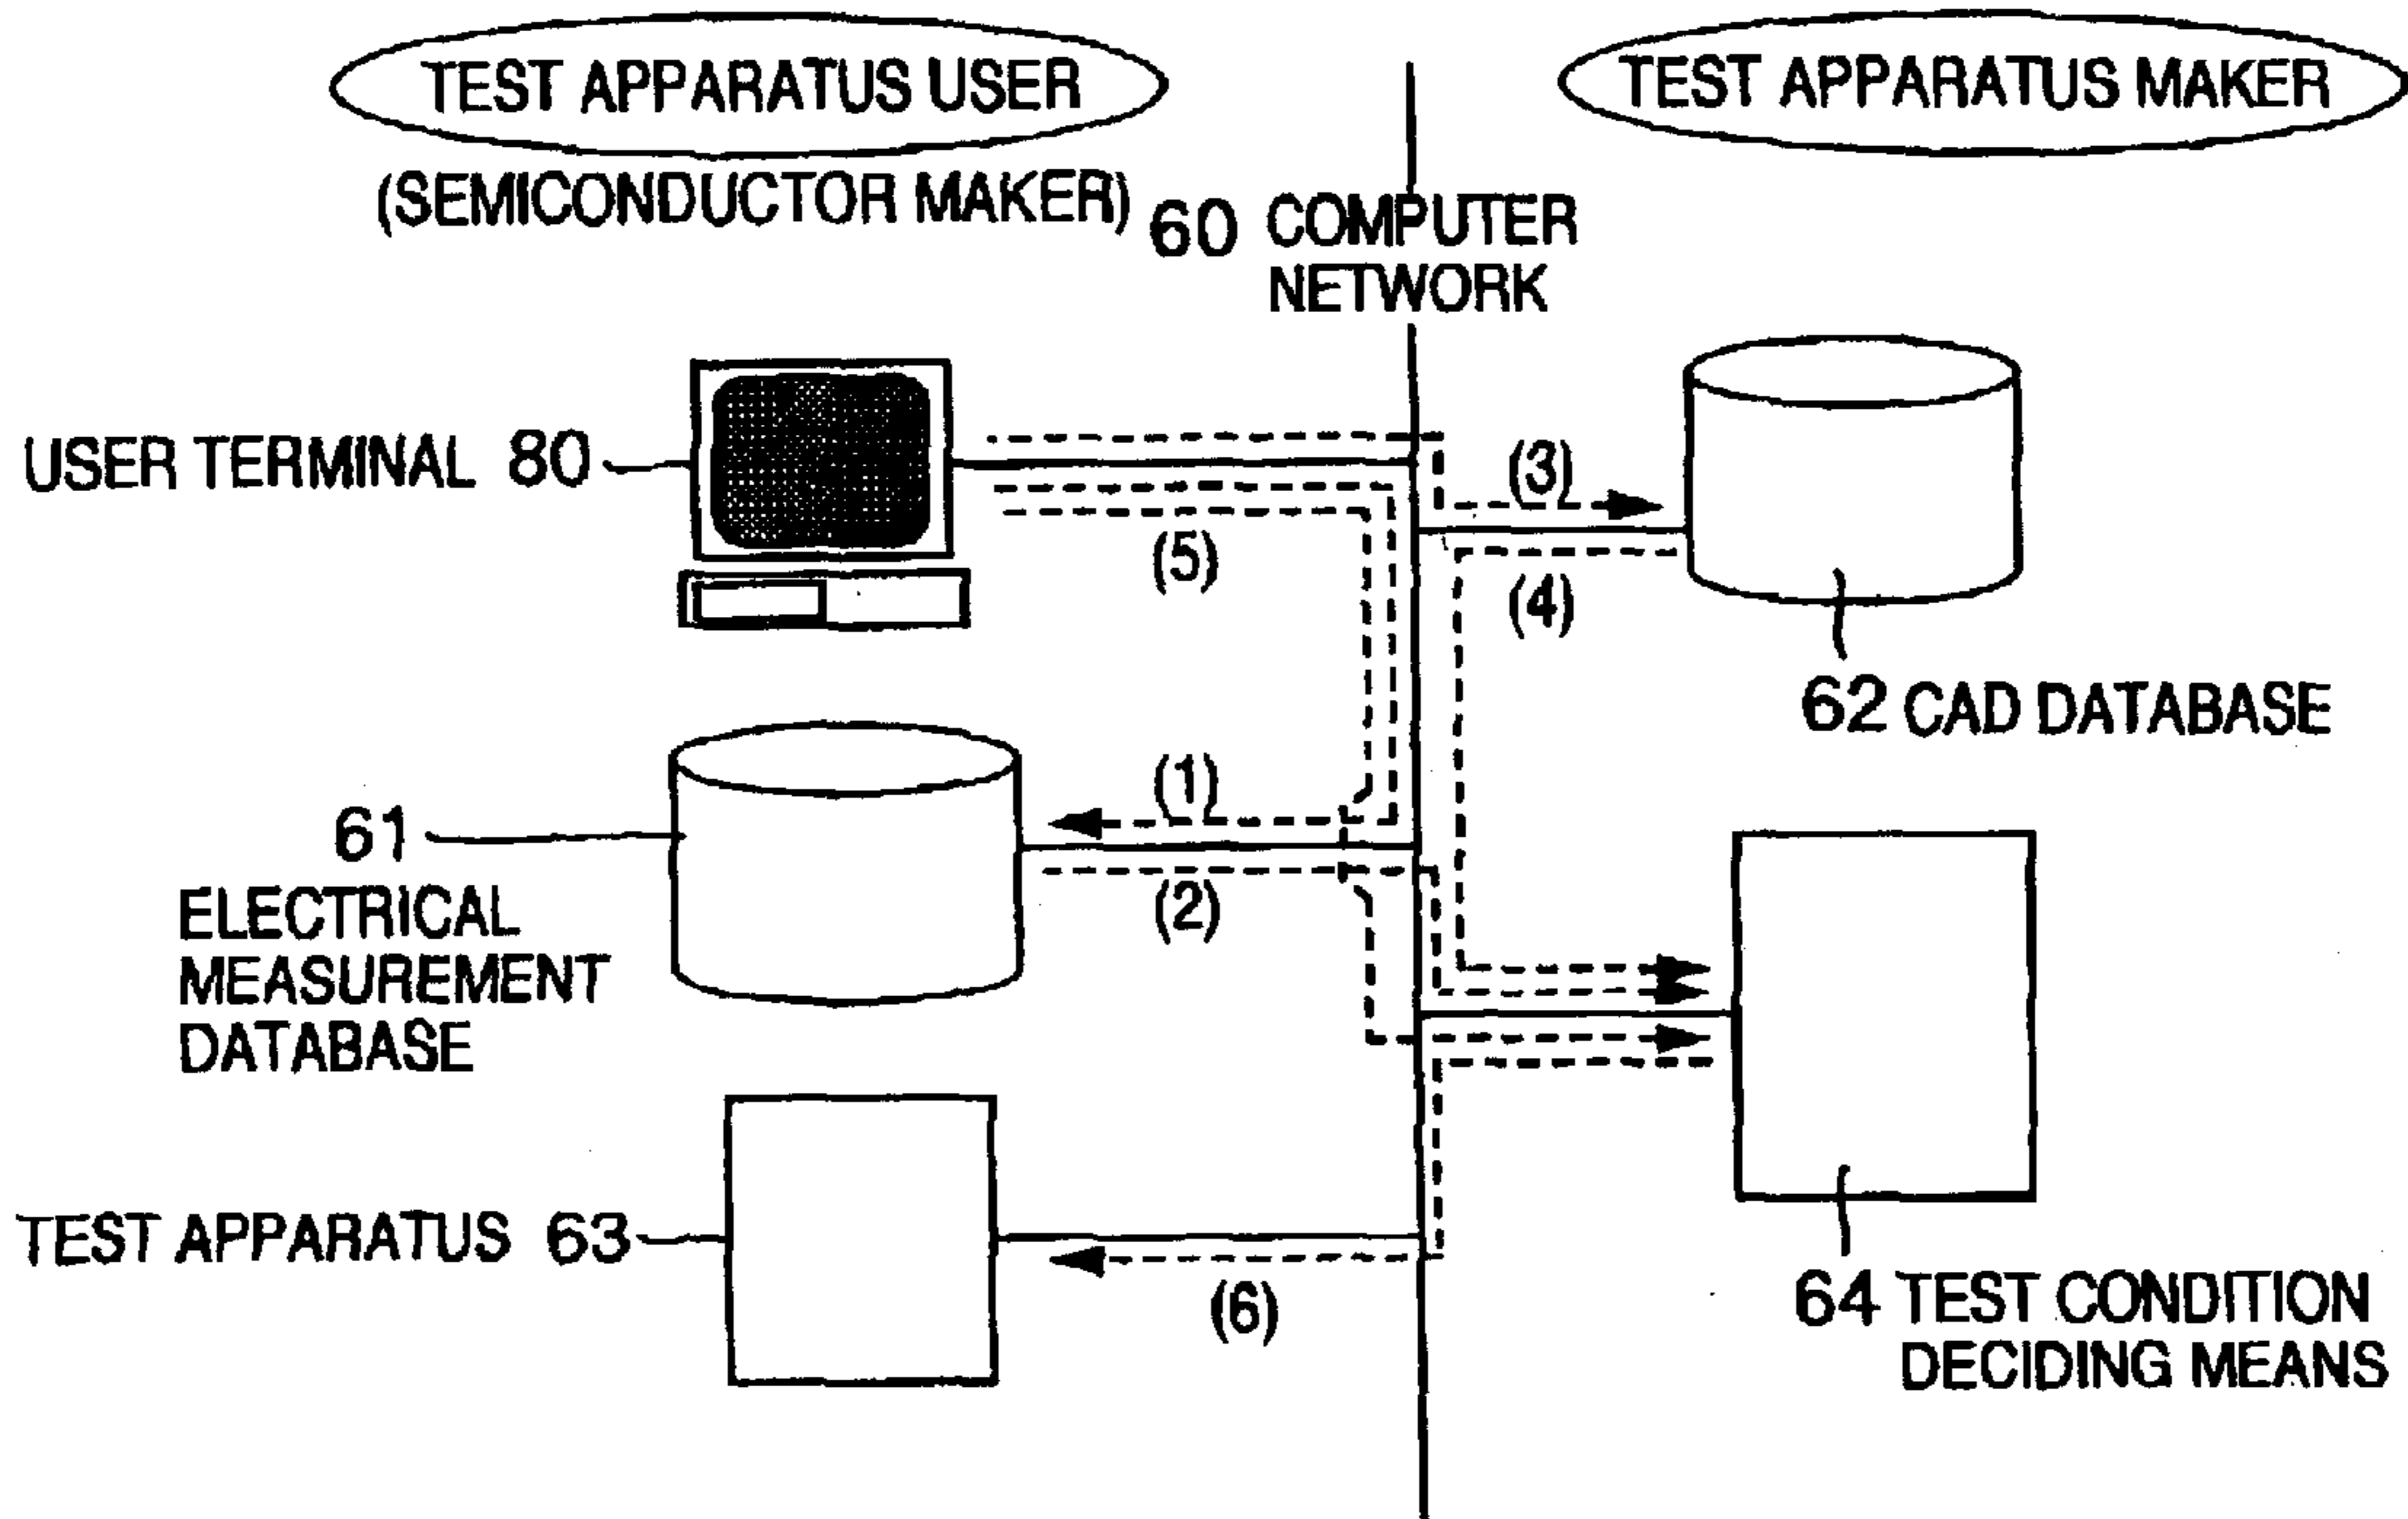 TEST APPARATUS USER
(SEMICONDUCTOR MAKER)
TEST APPARATUS MAKER
60 COMPUTER
NETWORK
USER TERMINAL 80
(3)
(5)
(4)
62 CAD DATABASE
(1)
61
ELECTRICAL
MEASUREMENT
DATABASE
(2)
TEST APPARATUS 63
(6)
64 TEST CONDITION
DECIDING MEANS